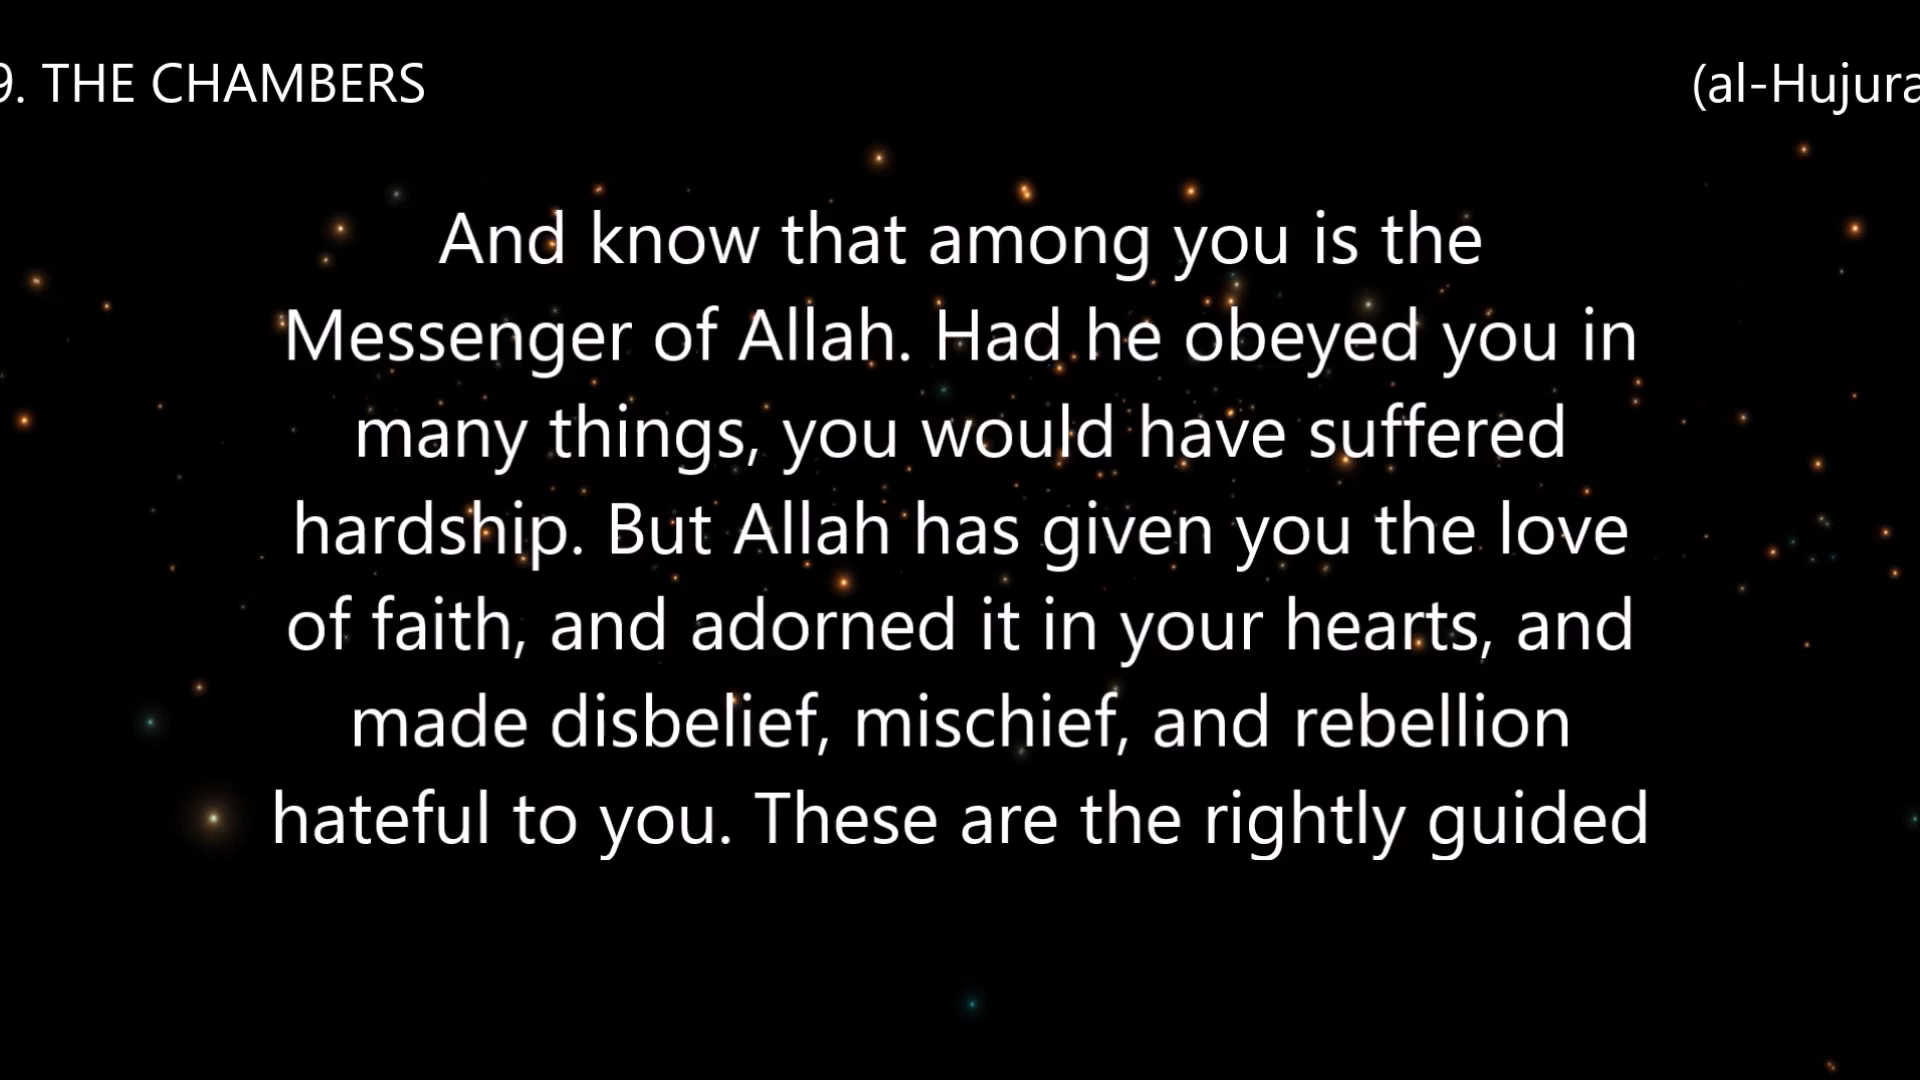 9. THE CHAMBERS
(al-Hujura
And know that among you is the
Messenger of Allah. Had he obeyed you in
many things, you would have suffered
hardship. But Allah has given you the love
of faith, and adorned it in your hearts, and
made disbelief, mischief, and rebellion
hateful to you. These are the rightly guided